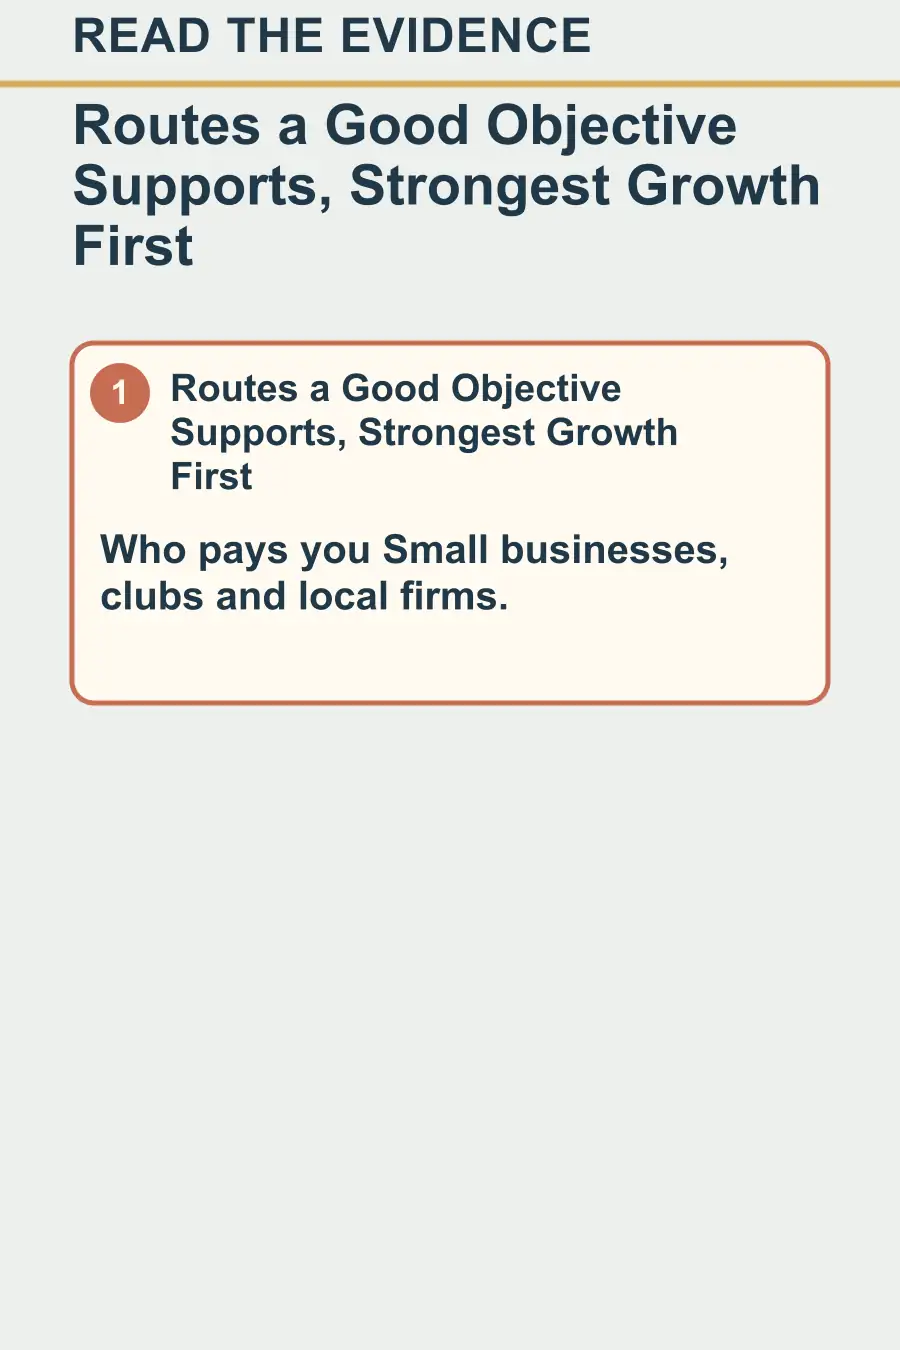 READ THE EVIDENCE
Routes a Good Objective
Supports, Strongest Growth
First
1
Routes a Good Objective
Supports, Strongest Growth
First
Who pays you Small businesses,
clubs and local firms.